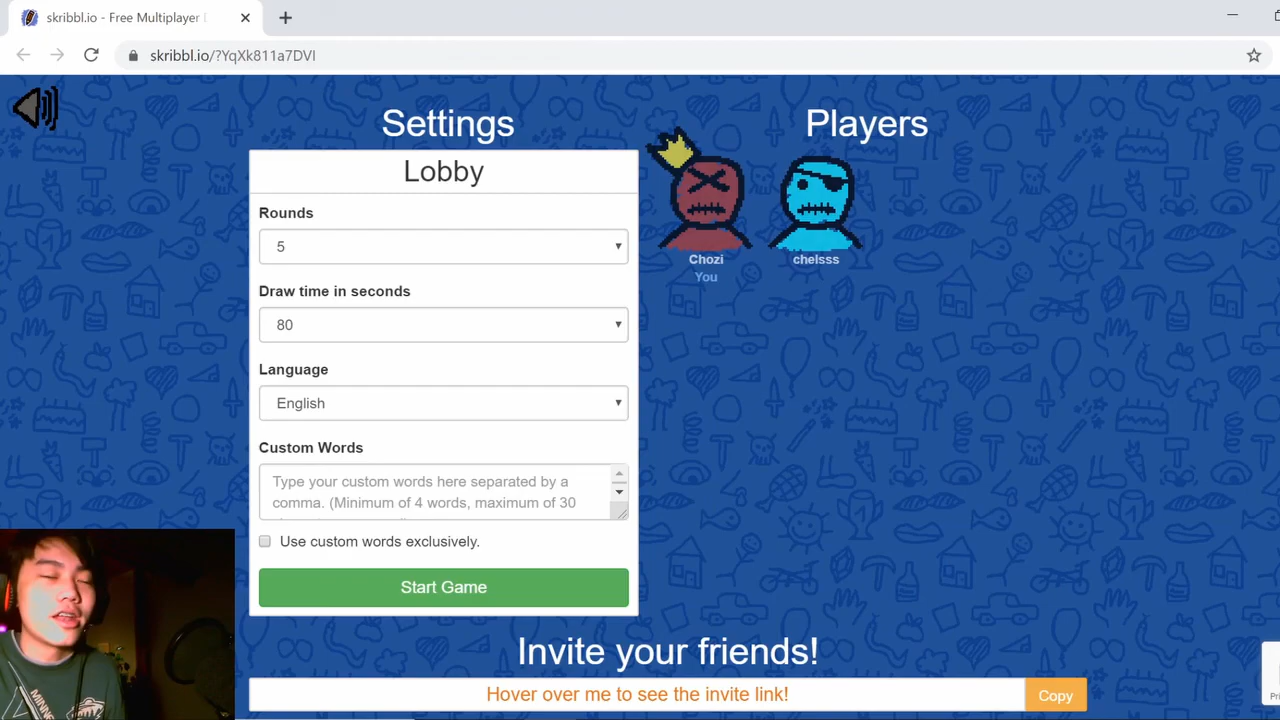 skribbl.io - Free Multiplayer
skribbl.io/?YqXk811a7DVI
Settings
Players
Lobby
Rounds
5
Draw time in seconds
80
Language
English
Custom Words
Type your custom words here separated by a
comma. (Minimum of 4 words, maximum of 30
Use custom words exclusively.
Start Game
Chozi
You
chelsss
Invite your friends!
Hover over me to see the invite link!
Copy